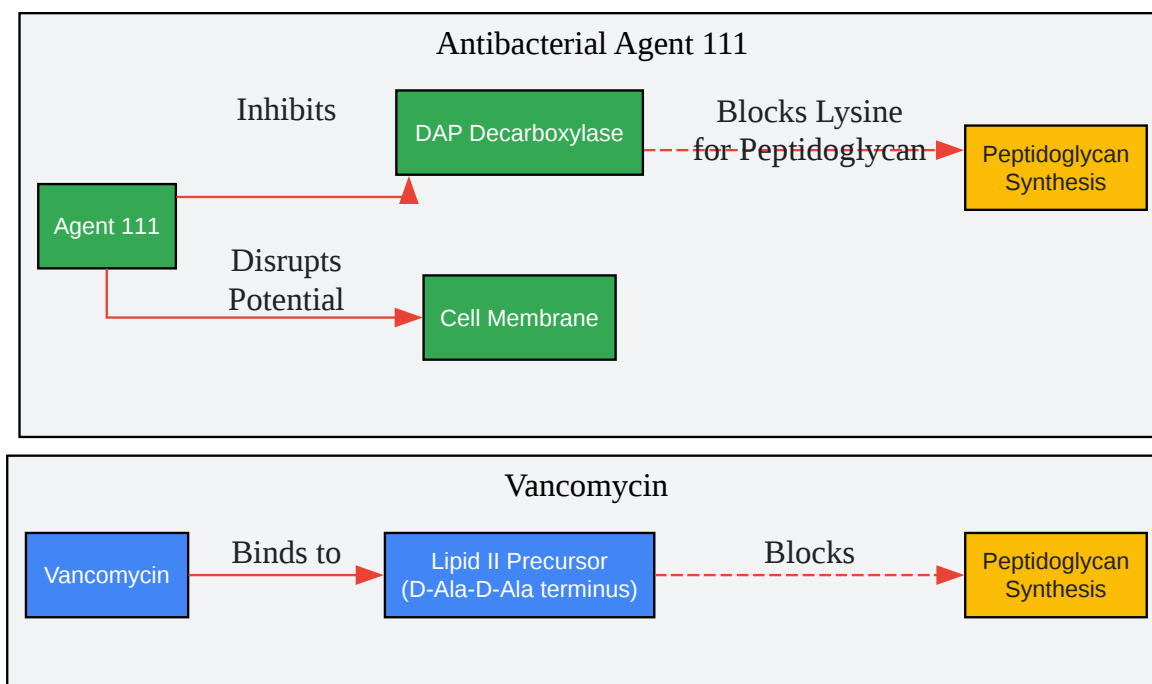 Antibacterial Agent 111
Inhibits
DAP Decarboxylase
Blocks Lysine
for Peptidoglycan
Peptidoglycan
Synthesis
Agent 111
Disrupts
Potential
Cell Membrane
Vancomycin
Vancomycin
Binds to
Lipid II Precursor
(D-Ala-D-Ala terminus)
Blocks
Peptidoglycan
Synthesis